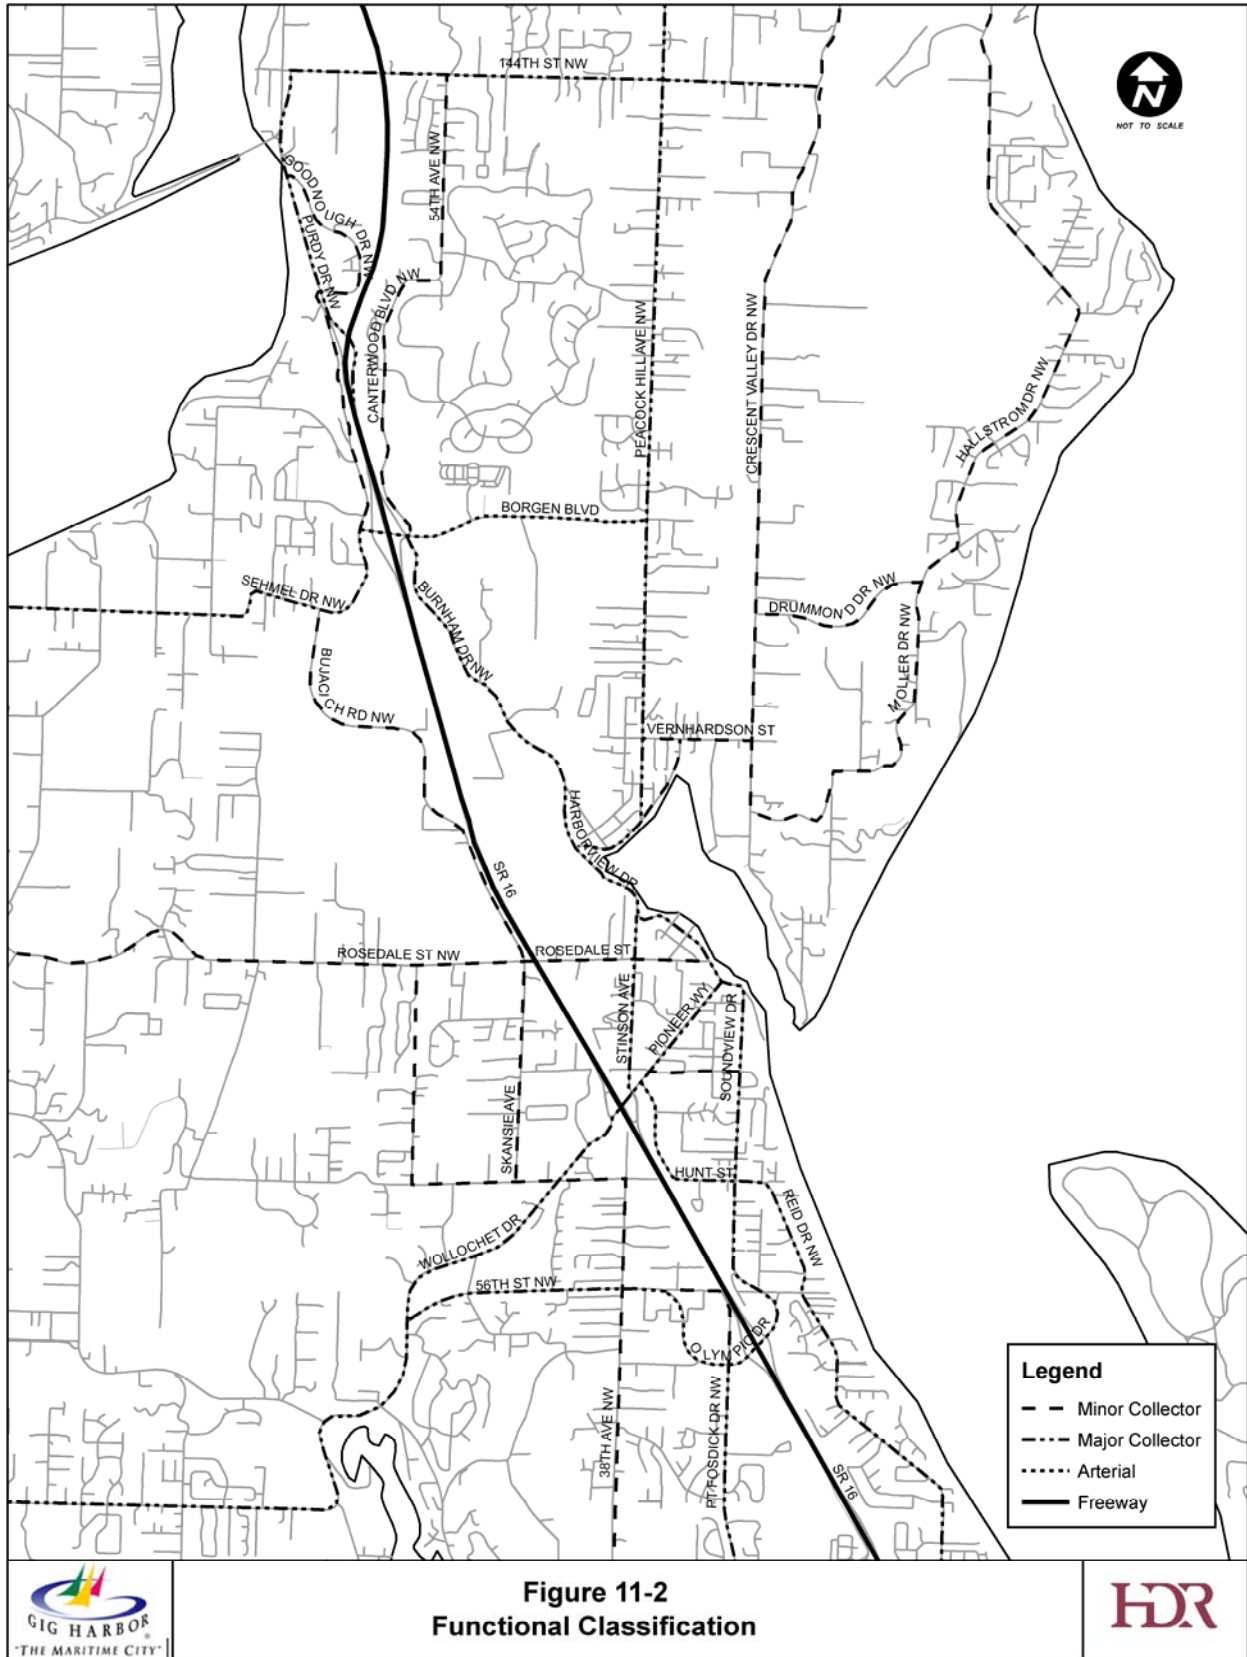 144TH ST NW
N
NOT TO SCALE
54TH AVE NW
GOODNOUGH DR NW
PURDY DR NW
CANTERWOOD BLVD NW
PEACOCK HILL AVE NW
CRESCENT VALLEY DR NW
HALLSTROM DR NW
BORGEN BLVD
SEHMEL DR NW
BURNHAM DR NW
DRUMMOND DR NW
MOLLER DR NW
BUJACICH RD NW
VERNHARDSON ST
HARBORVIEW DR
SR 16
ROSEDALE ST NW
ROSEDALE ST
STINSON AVE
PIONEER WY
SOUNDVIEW DR
SKANSIE AVE
HUNT ST
REID DR NW
WOLLOCHET DR
56TH ST NW
OLYMPIC DR
38TH AVE NW
PT FOSDICK DR NW
SR 16
Legend
Minor Collector
Major Collector
Arterial
Freeway
GIG HARBOR
"THE MARITIME CITY"
Figure 11-2
Functional Classification
HDR